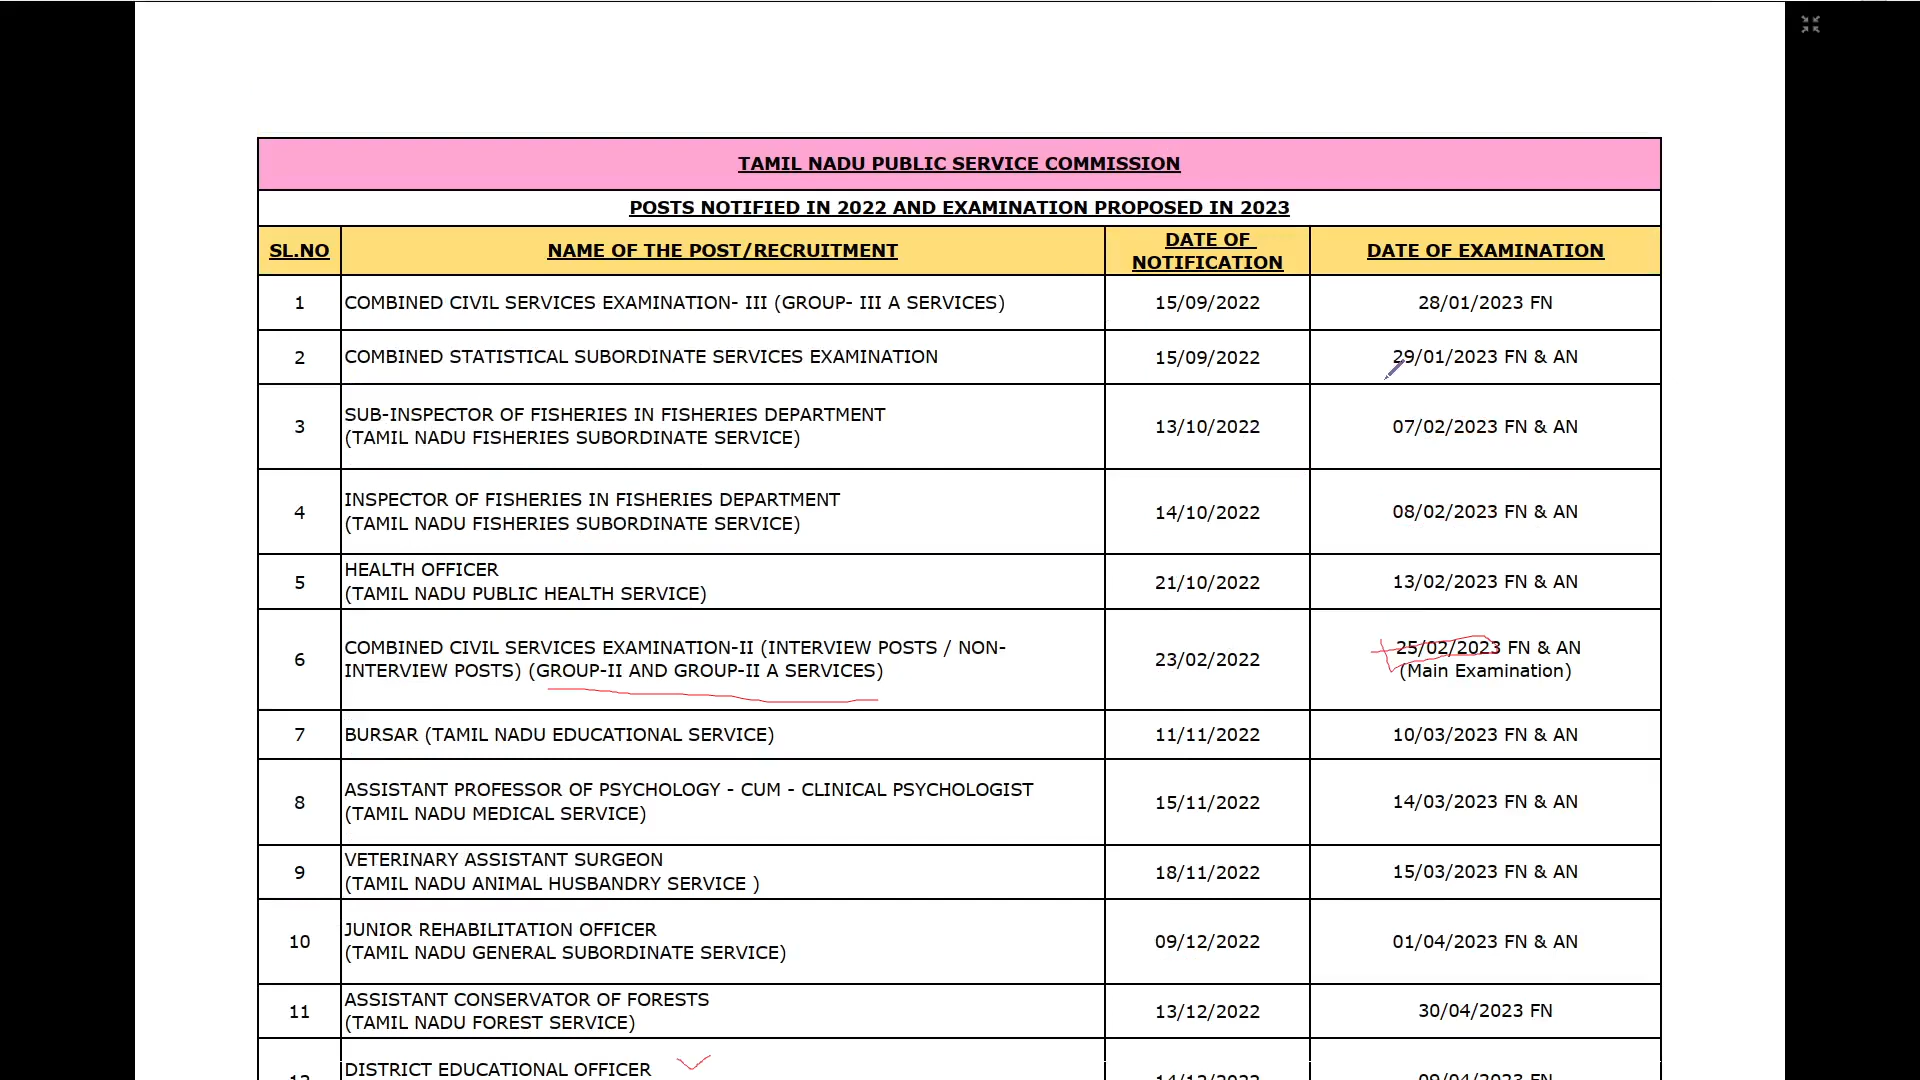 TAMIL NADU PUBLIC SERVICE COMMISSION
POSTS NOTIFIED IN 2022 AND EXAMINATION PROPOSED IN 2023
SL.NO NAME OF THE POST/RECRUITMENT DATE OF NOTIFICATION DATE OF EXAMINATION
1 COMBINED CIVIL SERVICES EXAMINATION- III (GROUP- III A SERVICES) 15/09/2022 28/01/2023 FN
2 COMBINED STATISTICAL SUBORDINATE SERVICES EXAMINATION 15/09/2022 29/01/2023 FN & AN
3 SUB-INSPECTOR OF FISHERIES IN FISHERIES DEPARTMENT
(TAMIL NADU FISHERIES SUBORDINATE SERVICE) 13/10/2022 07/02/2023 FN & AN
4 INSPECTOR OF FISHERIES IN FISHERIES DEPARTMENT
(TAMIL NADU FISHERIES SUBORDINATE SERVICE) 14/10/2022 08/02/2023 FN & AN
5 HEALTH OFFICER
(TAMIL NADU PUBLIC HEALTH SERVICE) 21/10/2022 13/02/2023 FN & AN
6 COMBINED CIVIL SERVICES EXAMINATION-II (INTERVIEW POSTS / NON-
INTERVIEW POSTS) (GROUP-II AND GROUP-II A SERVICES) 23/02/2022 25/02/2023 FN & AN
(Main Examination)
7 BURSAR (TAMIL NADU EDUCATIONAL SERVICE) 11/11/2022 10/03/2023 FN & AN
8 ASSISTANT PROFESSOR OF PSYCHOLOGY - CUM - CLINICAL PSYCHOLOGIST
(TAMIL NADU MEDICAL SERVICE) 15/11/2022 14/03/2023 FN & AN
9 VETERINARY ASSISTANT SURGEON
(TAMIL NADU ANIMAL HUSBANDRY SERVICE ) 18/11/2022 15/03/2023 FN & AN
10 JUNIOR REHABILITATION OFFICER
(TAMIL NADU GENERAL SUBORDINATE SERVICE) 09/12/2022 01/04/2023 FN & AN
11 ASSISTANT CONSERVATOR OF FORESTS
(TAMIL NADU FOREST SERVICE) 13/12/2022 30/04/2023 FN
DISTRICT EDUCATIONAL OFFICER